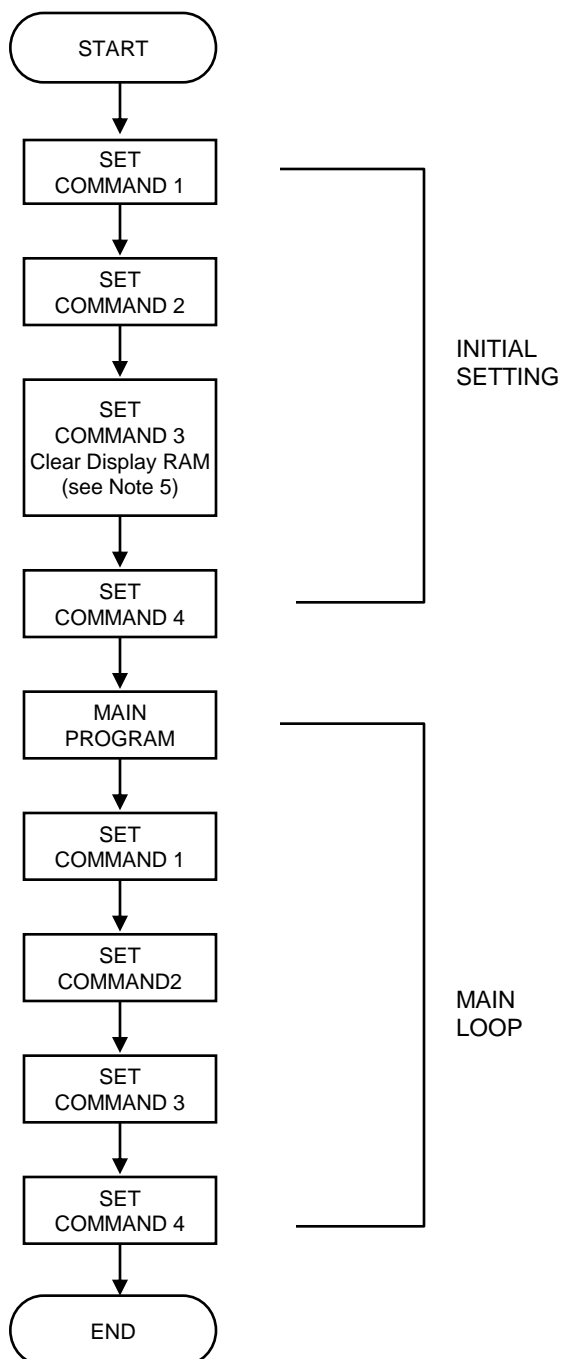 START
SET
COMMAND 1
SET
COMMAND 2
SET
COMMAND 3
Clear Display RAM
(see Note 5)
SET
COMMAND 4
INITIAL
SETTING
MAIN
PROGRAM
SET
COMMAND 1
SET
COMMAND2
SET
COMMAND 3
SET
COMMAND 4
MAIN
LOOP
END